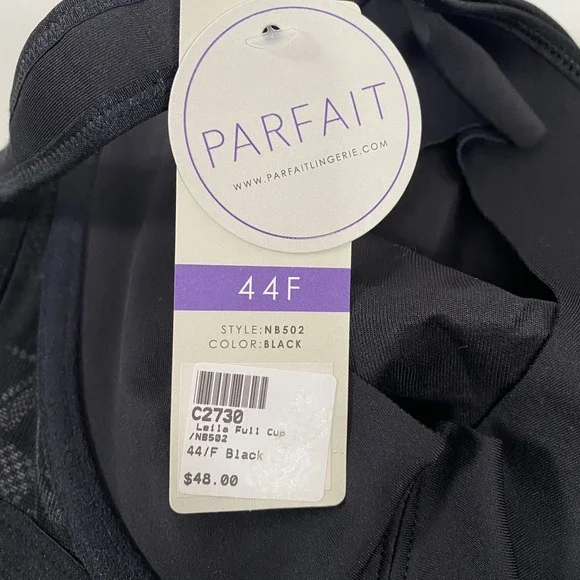 PARFAIT
WWW.PARFAITLINGERIE.COM
44F
STYLE:NB502
COLOR:BLACK
C2730
Leila Full Cup
/NB502
44/F Black
$48.00